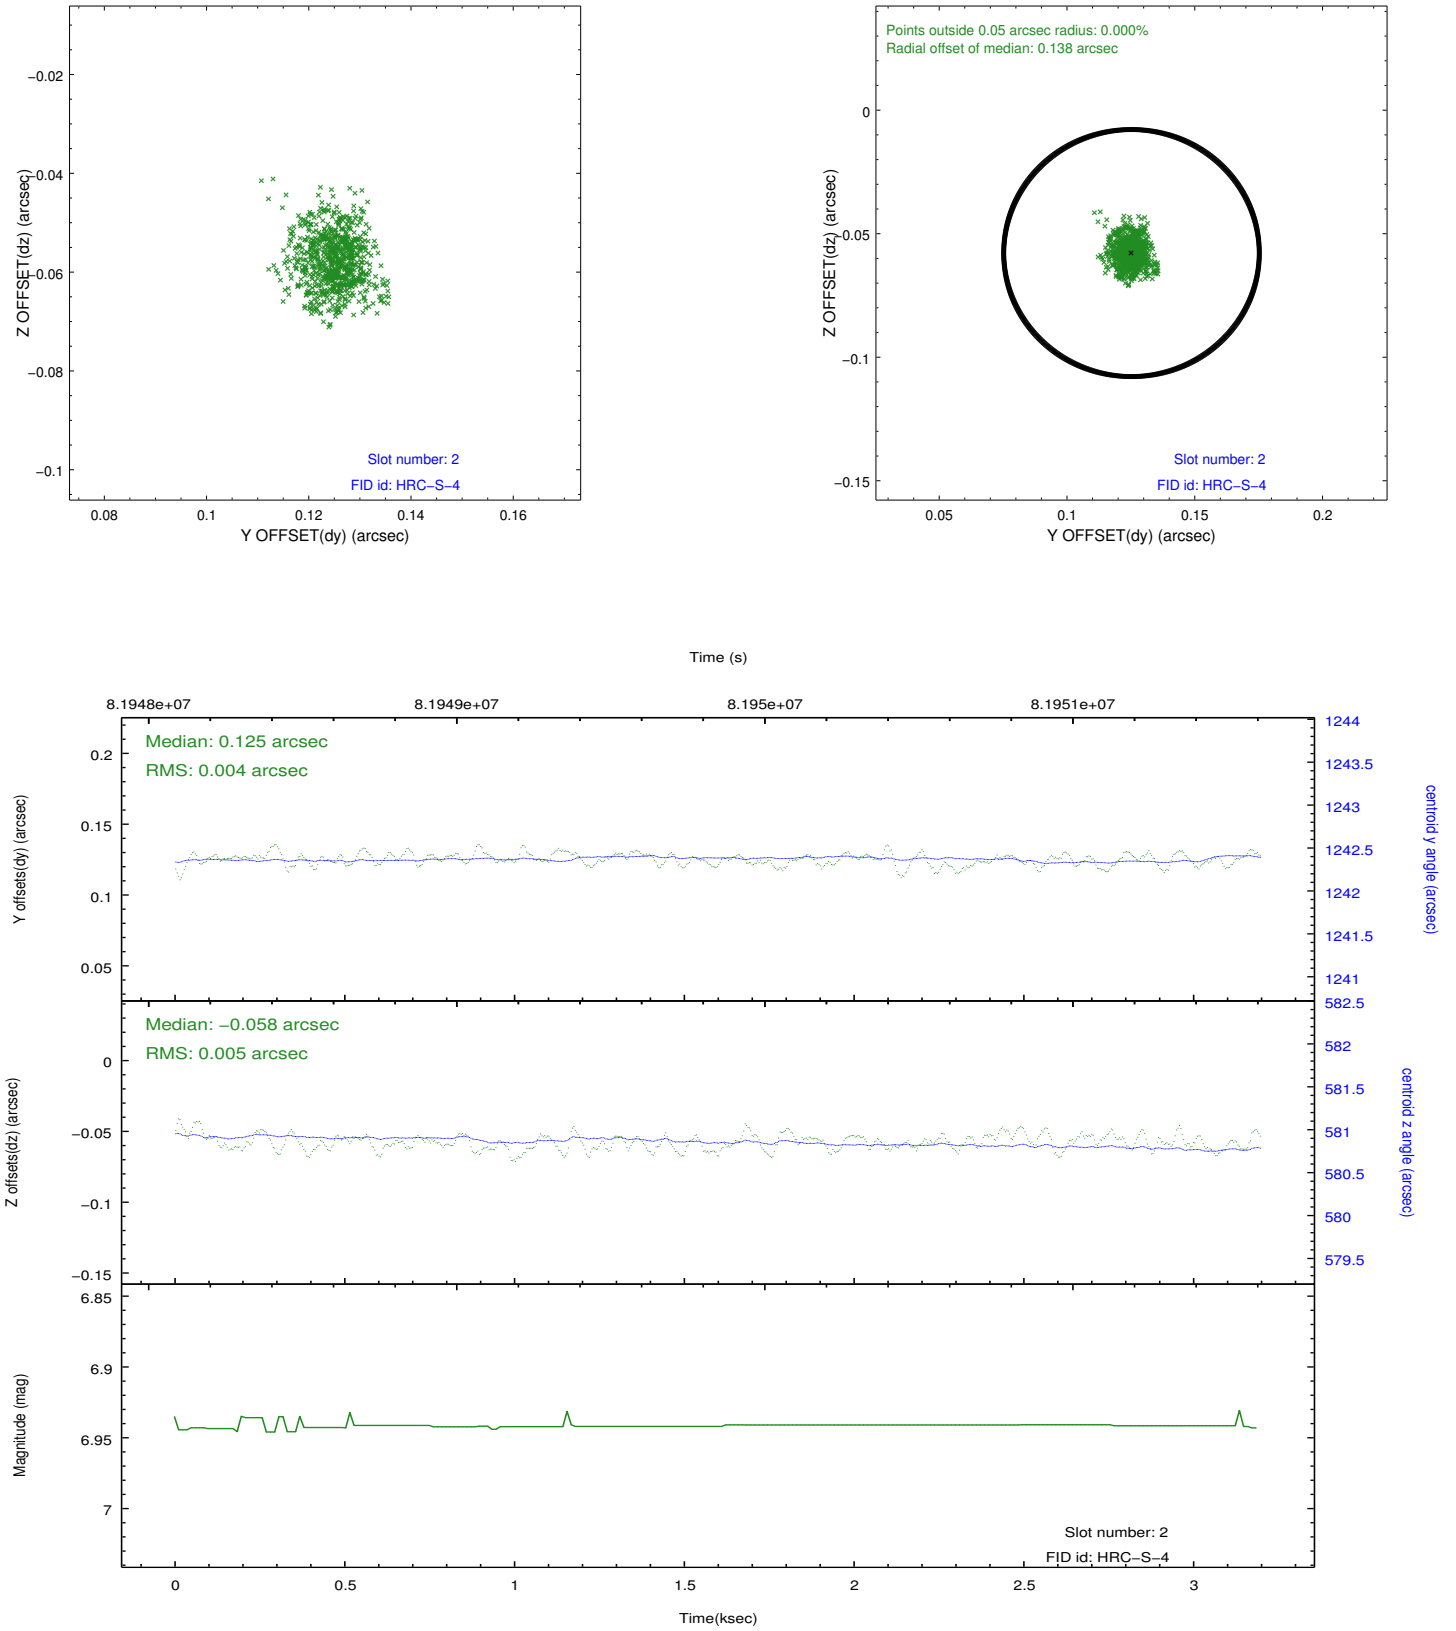 −0.02
−0.04
−0.06
−0.08
−0.1
Z OFFSET(dz) (arcsec)
0.08
0.1
0.12
0.14
0.16
Y OFFSET(dy) (arcsec)
Slot number: 2
FID id: HRC−S−4
Points outside 0.05 arcsec radius: 0.000%
Radial offset of median: 0.138 arcsec
0
−0.05
−0.1
−0.15
Z OFFSET(dz) (arcsec)
0.05
0.1
0.15
0.2
Y OFFSET(dy) (arcsec)
Slot number: 2
FID id: HRC−S−4
Time (s)
8.1948e+07
8.1949e+07
8.195e+07
8.1951e+07
Median: 0.125 arcsec
RMS: 0.004 arcsec
0.2
0.15
0.1
0.05
Y offsets(dy) (arcsec)
1244
1243.5
1243
1242.5
1242
1241.5
1241
centroid y angle (arcsec)
Median: −0.058 arcsec
RMS: 0.005 arcsec
0
−0.05
−0.1
−0.15
Z offsets(dz) (arcsec)
582.5
582
581.5
581
580.5
580
579.5
centroid z angle (arcsec)
6.85
6.9
6.95
7
Magnitude (mag)
Slot number: 2
FID id: HRC−S−4
0
0.5
1
1.5
2
2.5
3
Time(ksec)